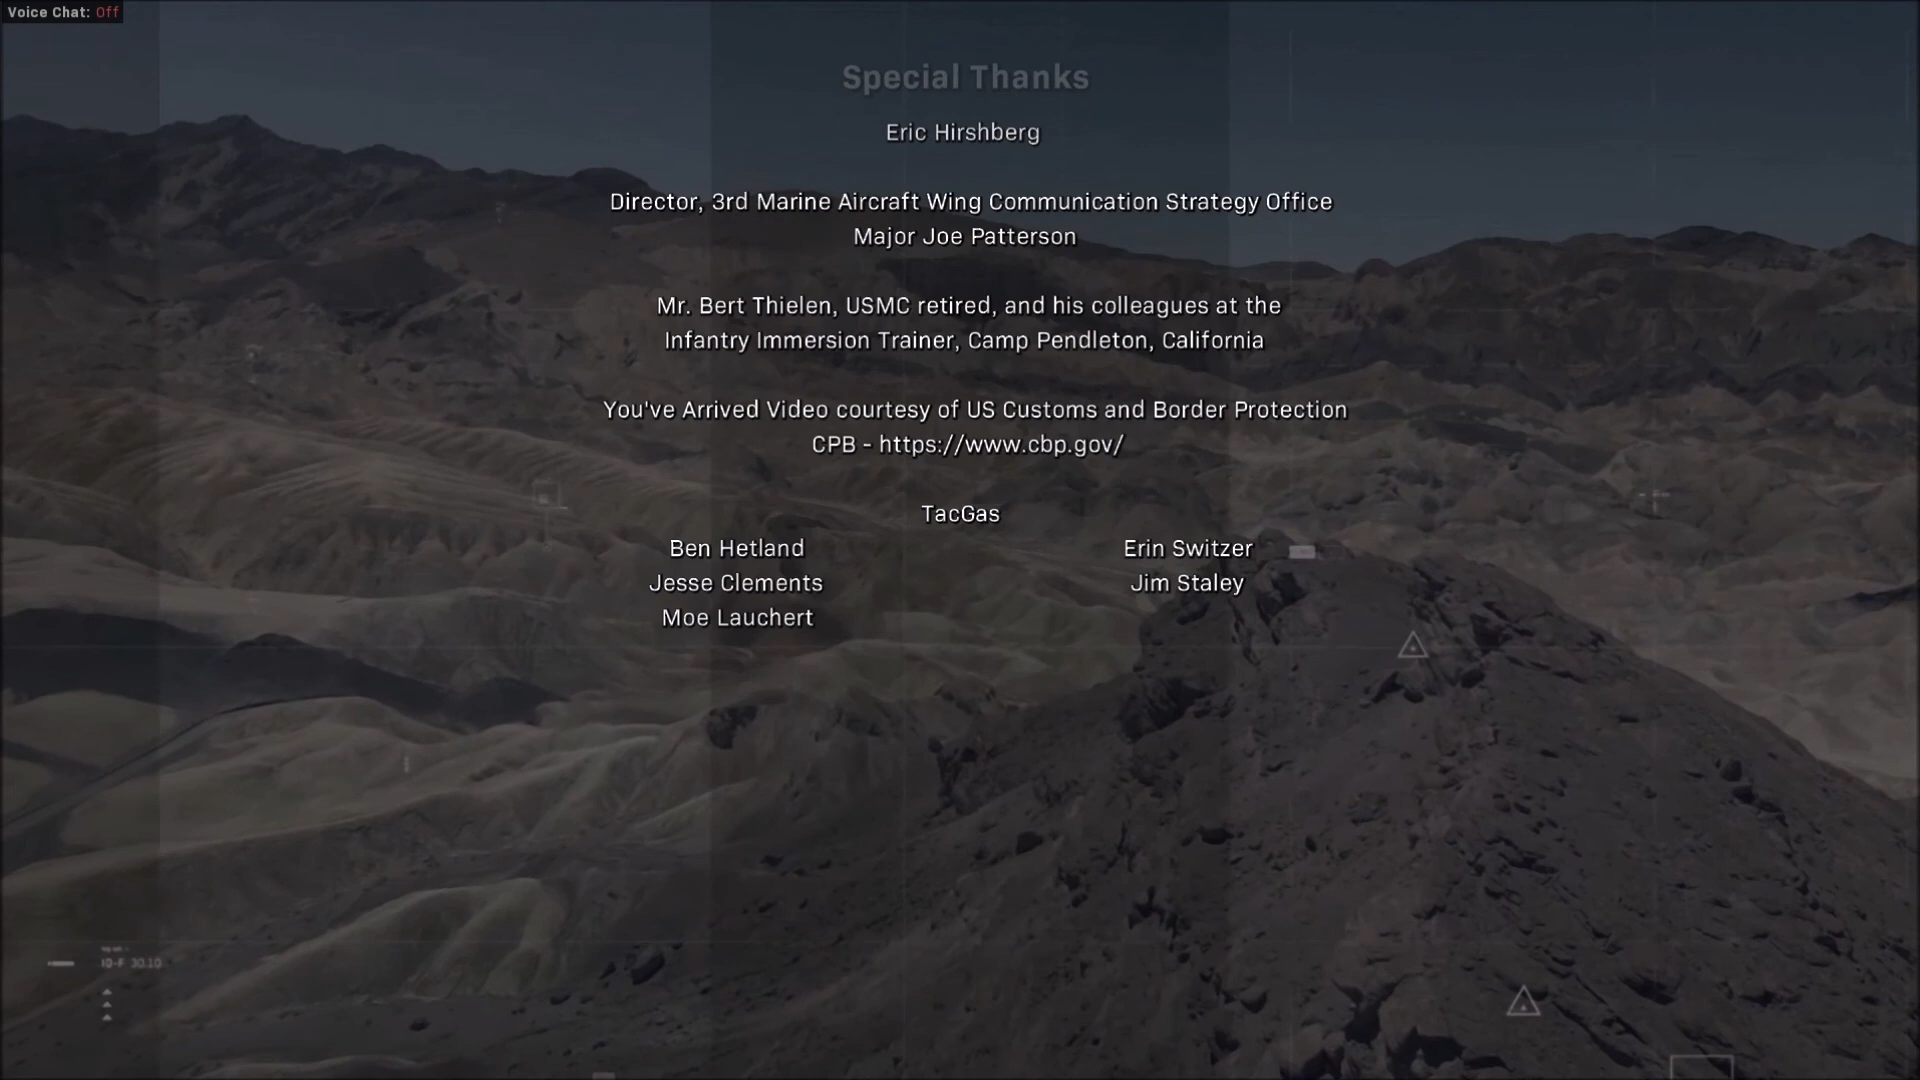 Voice Chat: Off
Special Thanks
Eric Hirshberg
Director, 3rd Marine Aircraft Wing Communication Strategy Office
Major Joe Patterson
Mr. Bert Thielen, USMC retired, and his colleagues at the
Infantry Immersion Trainer, Camp Pendleton, California
You've Arrived Video courtesy of US Customs and Border Protection
CPB - https://www.cbp.gov/
TacGas
Ben Hetland
Erin Switzer
Jesse Clements
Jim Staley
Moe Lauchert
ID-F 30.10